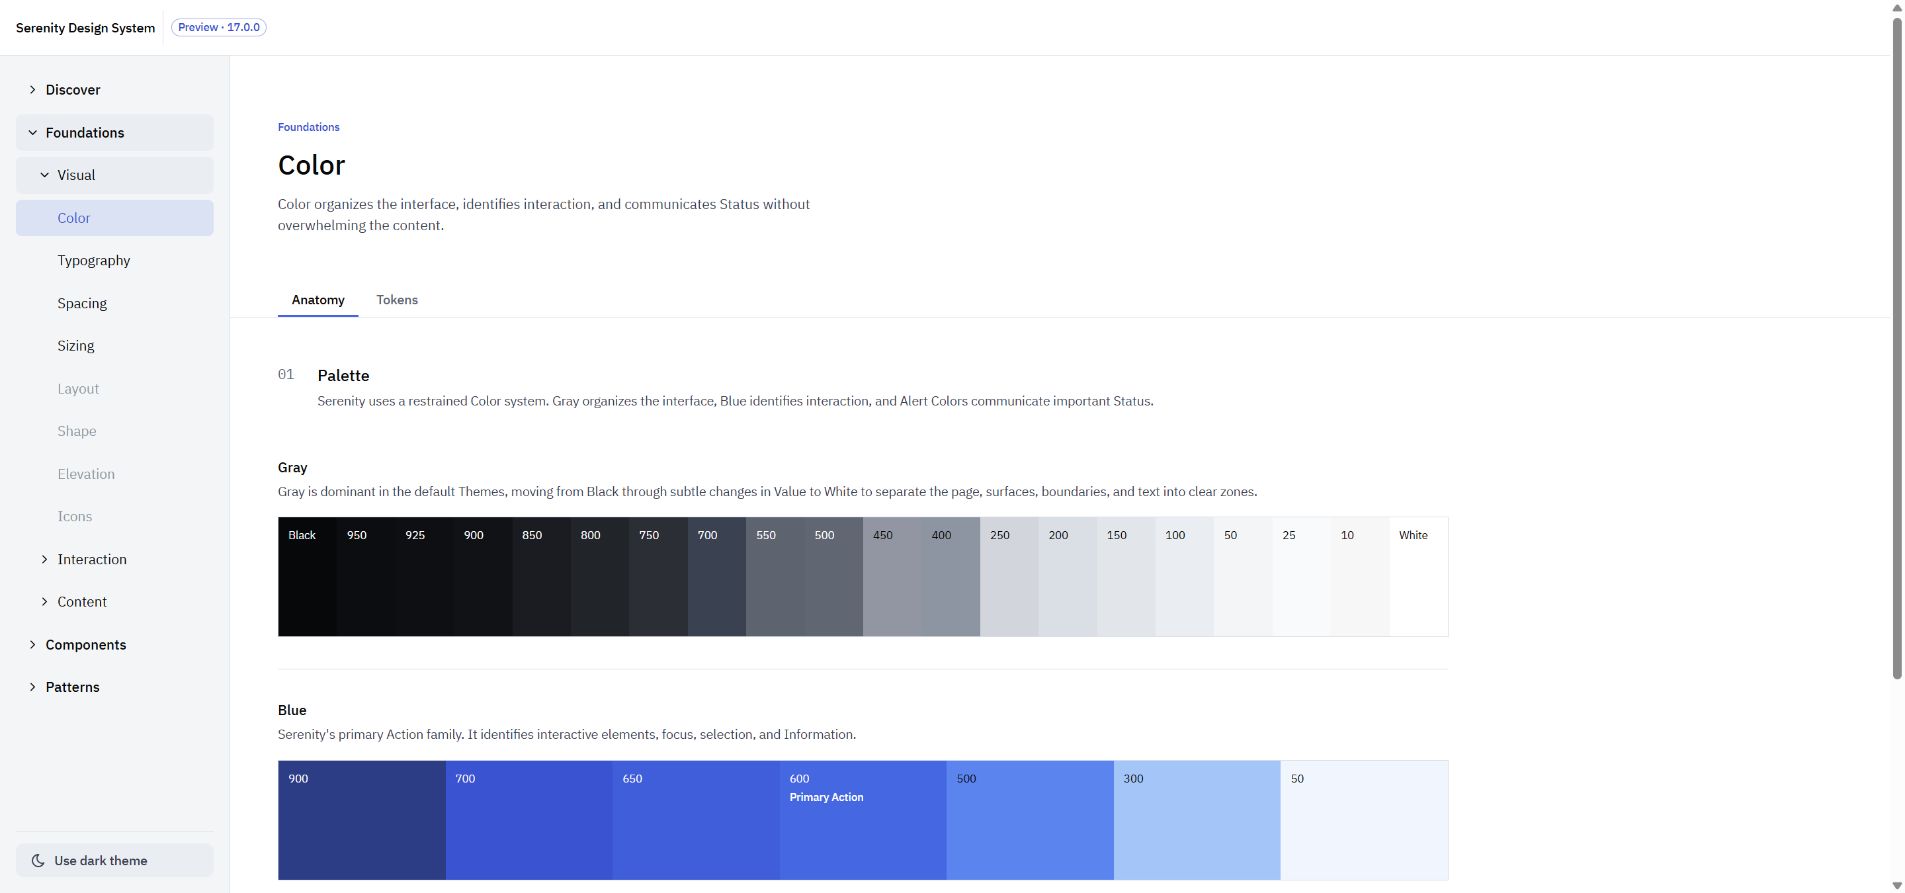 Serenity Design System
Preview · 17.0.0
Discover
Foundations
Visual
Color
Typography
Spacing
Sizing
Layout
Shape
Elevation
Icons
Interaction
Content
Components
Patterns
Use dark theme
Foundations
Color
Color organizes the interface, identifies interaction, and communicates Status without
overwhelming the content.
Anatomy Tokens
01 Palette
Serenity uses a restrained Color system. Gray organizes the interface, Blue identifies interaction, and Alert Colors communicate important Status.
Gray
Gray is dominant in the default Themes, moving from Black through subtle changes in Value to White to separate the page, surfaces, boundaries, and text into clear zones.
Black 950 925 900 850 800 750 700 550 500 450 400 250 200 150 100 50 25 10 White
Blue
Serenity's primary Action family. It identifies interactive elements, focus, selection, and Information.
900 700 650 600 500 300 50
Primary Action